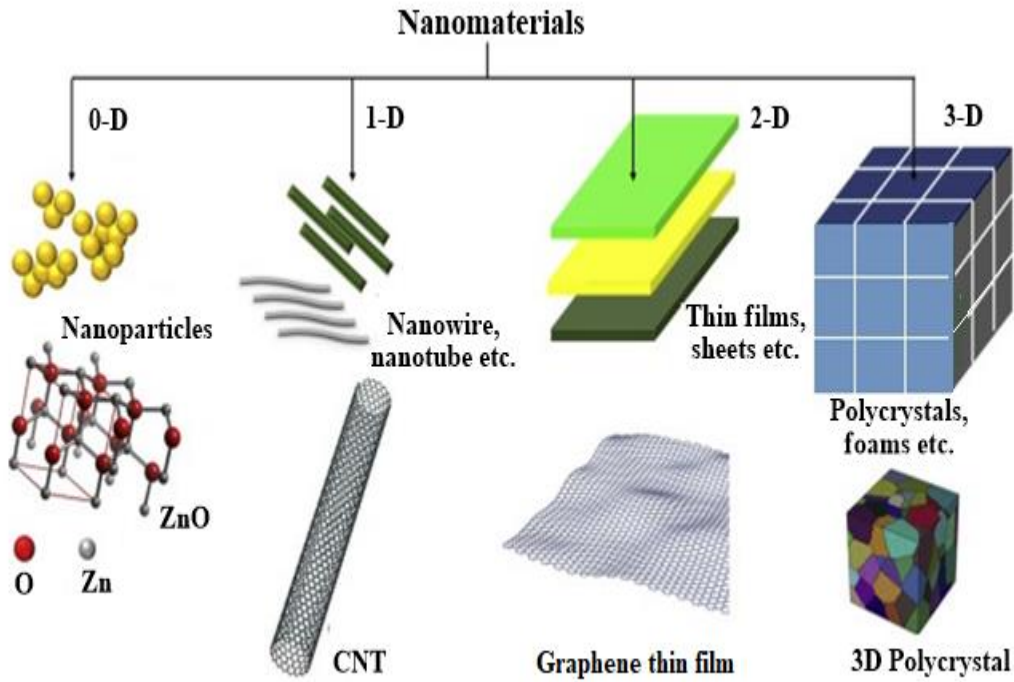 Nanomaterials
0-D
1-D
2-D
3-D
Nanoparticles
Nanowire,
nanotube etc.
Thin films,
sheets etc.
Polycrystals,
foams etc.
ZnO
O
Zn
CNT
Graphene thin film
3D Polycrystal